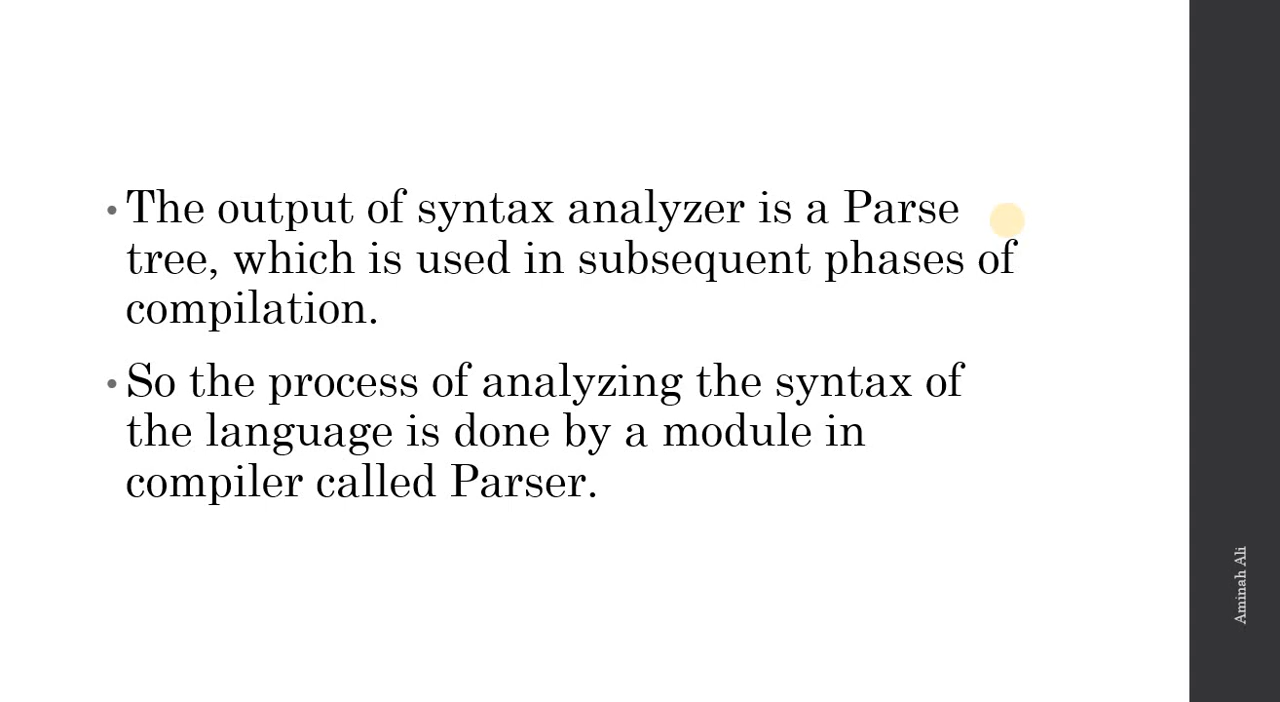 • The output of syntax analyzer is a Parse
tree, which is used in subsequent phases of
compilation.
• So the process of analyzing the syntax of
the language is done by a module in
compiler called Parser.
Aminah Ali